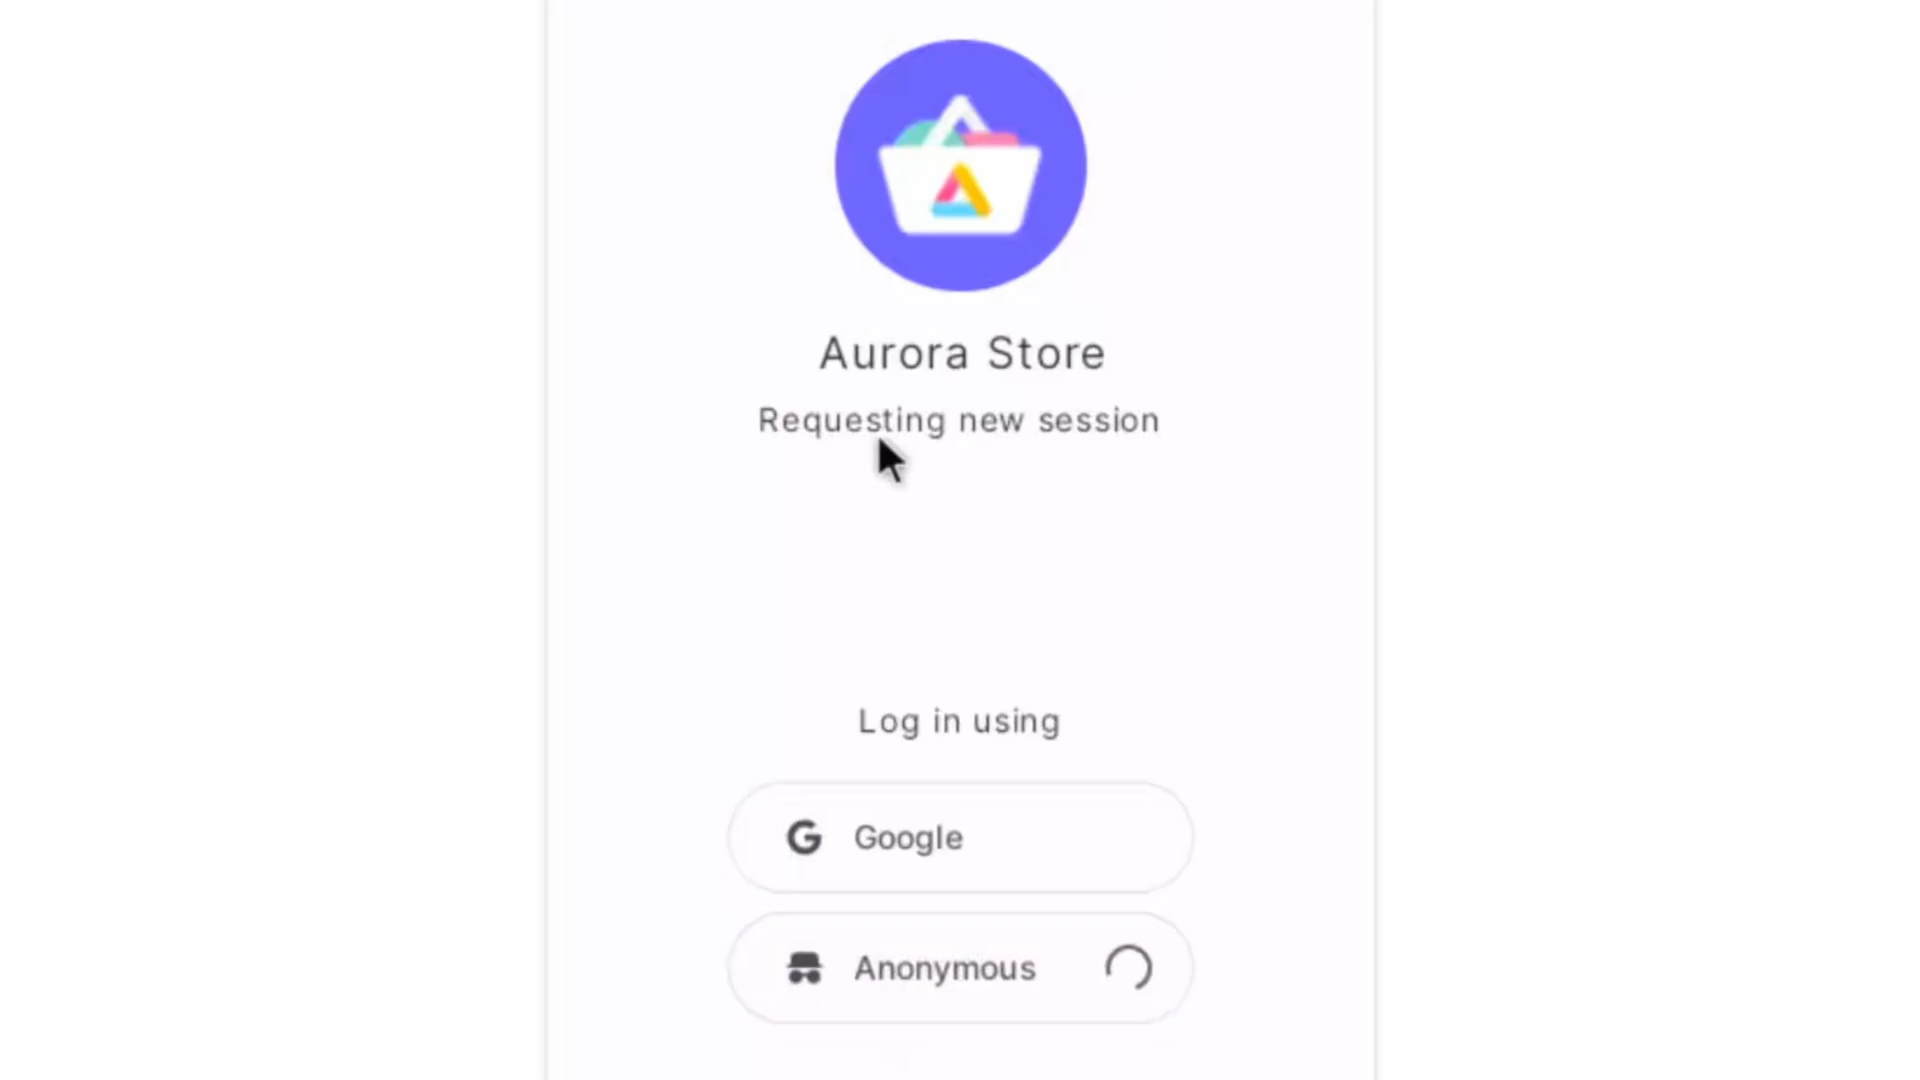 Aurora Store
Requesting new session
Log in using
Google
Anonymous